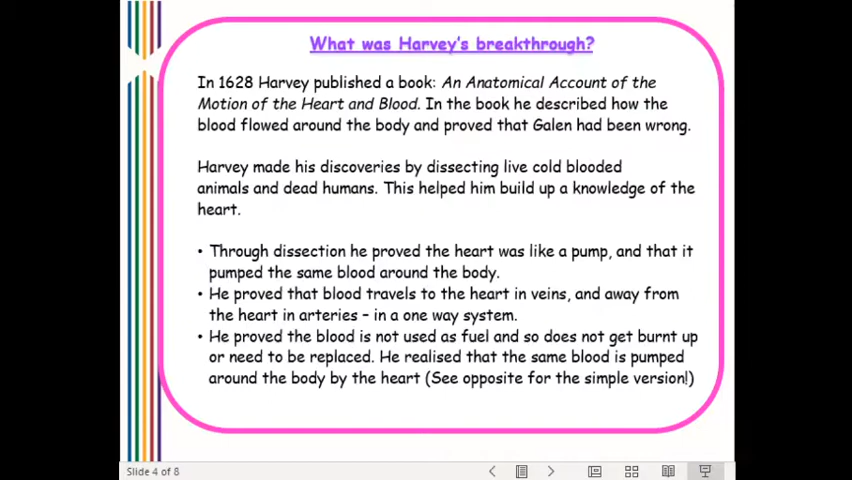 What was Harvey's breakthrough?
In 1628 Harvey published a book: An Anatomical Account of the
Motion of the Heart and Blood. In the book he described how the
blood flowed around the body and proved that Galen had been wrong.
Harvey made his discoveries by dissecting live cold blooded
animals and dead humans. This helped him build up a knowledge of the
heart.
• Through dissection he proved the heart was like a pump, and that it
pumped the same blood around the body.
• He proved that blood travels to the heart in veins, and away from
the heart in arteries – in a one way system.
• He proved the blood is not used as fuel and so does not get burnt up
or need to be replaced. He realised that the same blood is pumped
around the body by the heart (See opposite for the simple version!)
Slide 4 of 8